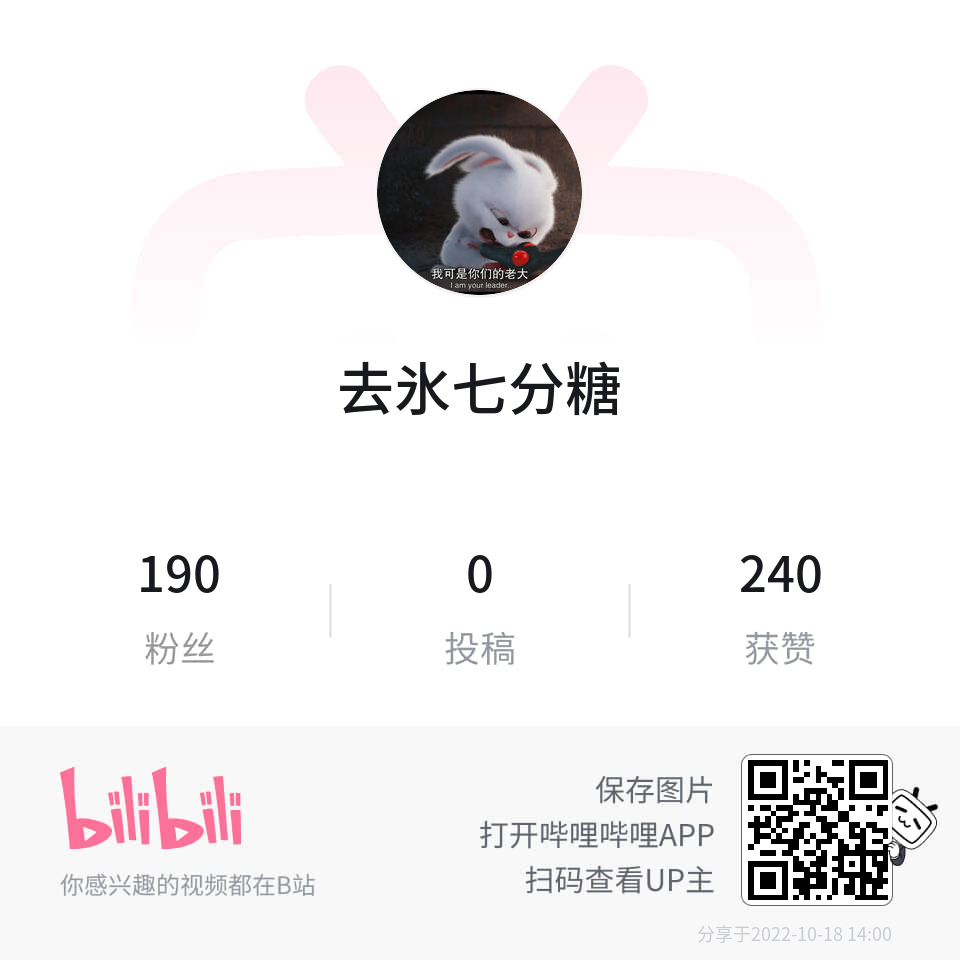 我可是你们的老大
I am your leader.
去氷七分糖
190
粉丝
0
投稿
240
获赞
bilibili
你感兴趣的视频都在B站
保存图片
打开哔哩哔哩APP
扫码查看UP主
分享于2022-10-18 14:00